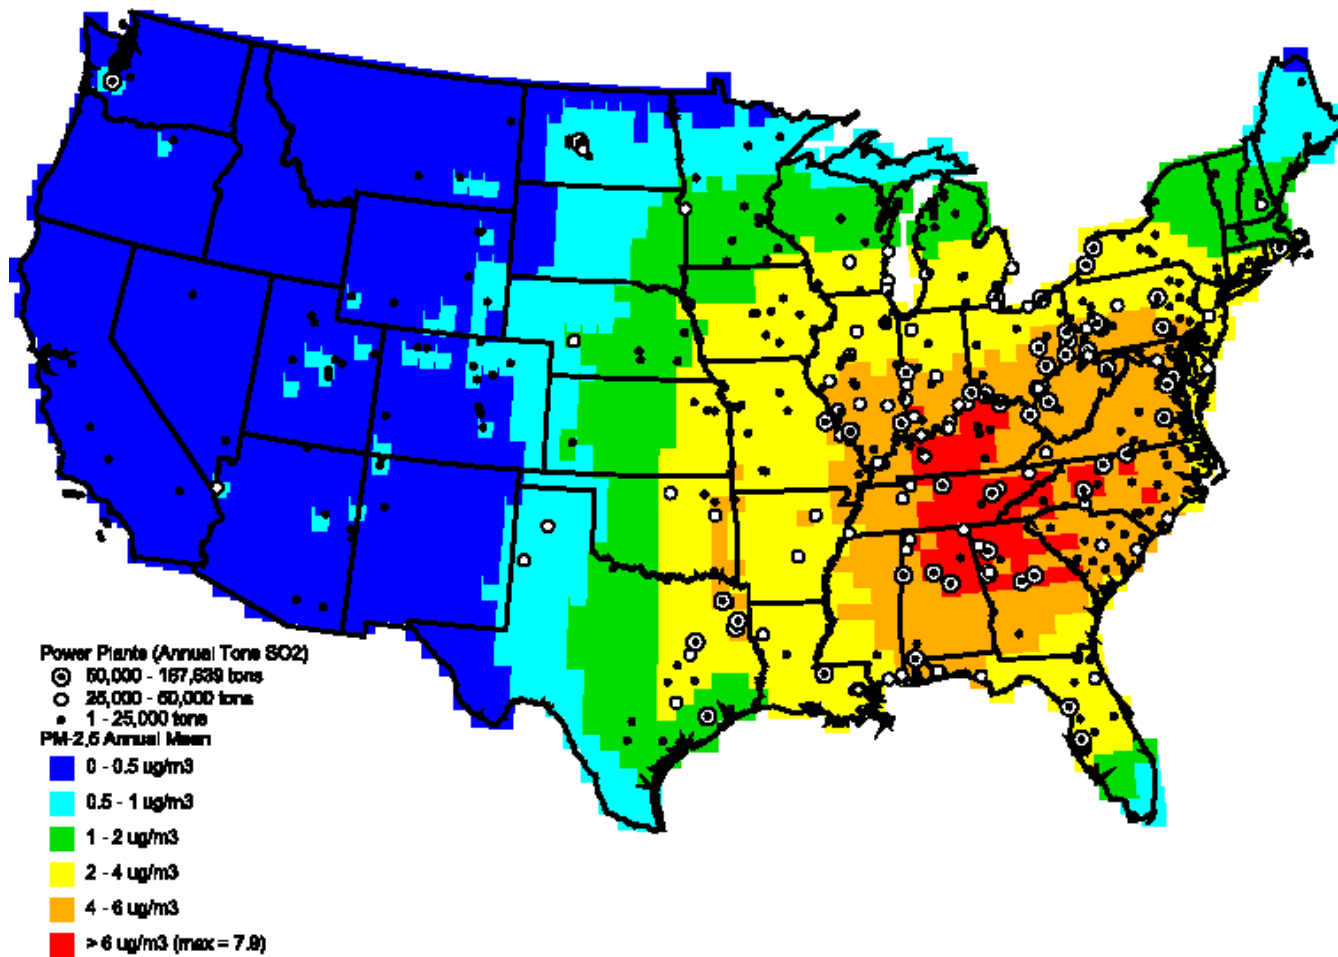 Power Plants (Annual Tons SO2)
50,000 - 167,639 tons
25,000 - 50,000 tons
1 - 25,000 tons
PM-2.5 Annual Mean
0 - 0.5 ug/m3
0.5 - 1 ug/m3
1 - 2 ug/m3
2 - 4 ug/m3
4 - 6 ug/m3
> 6 ug/m3 (max = 7.9)